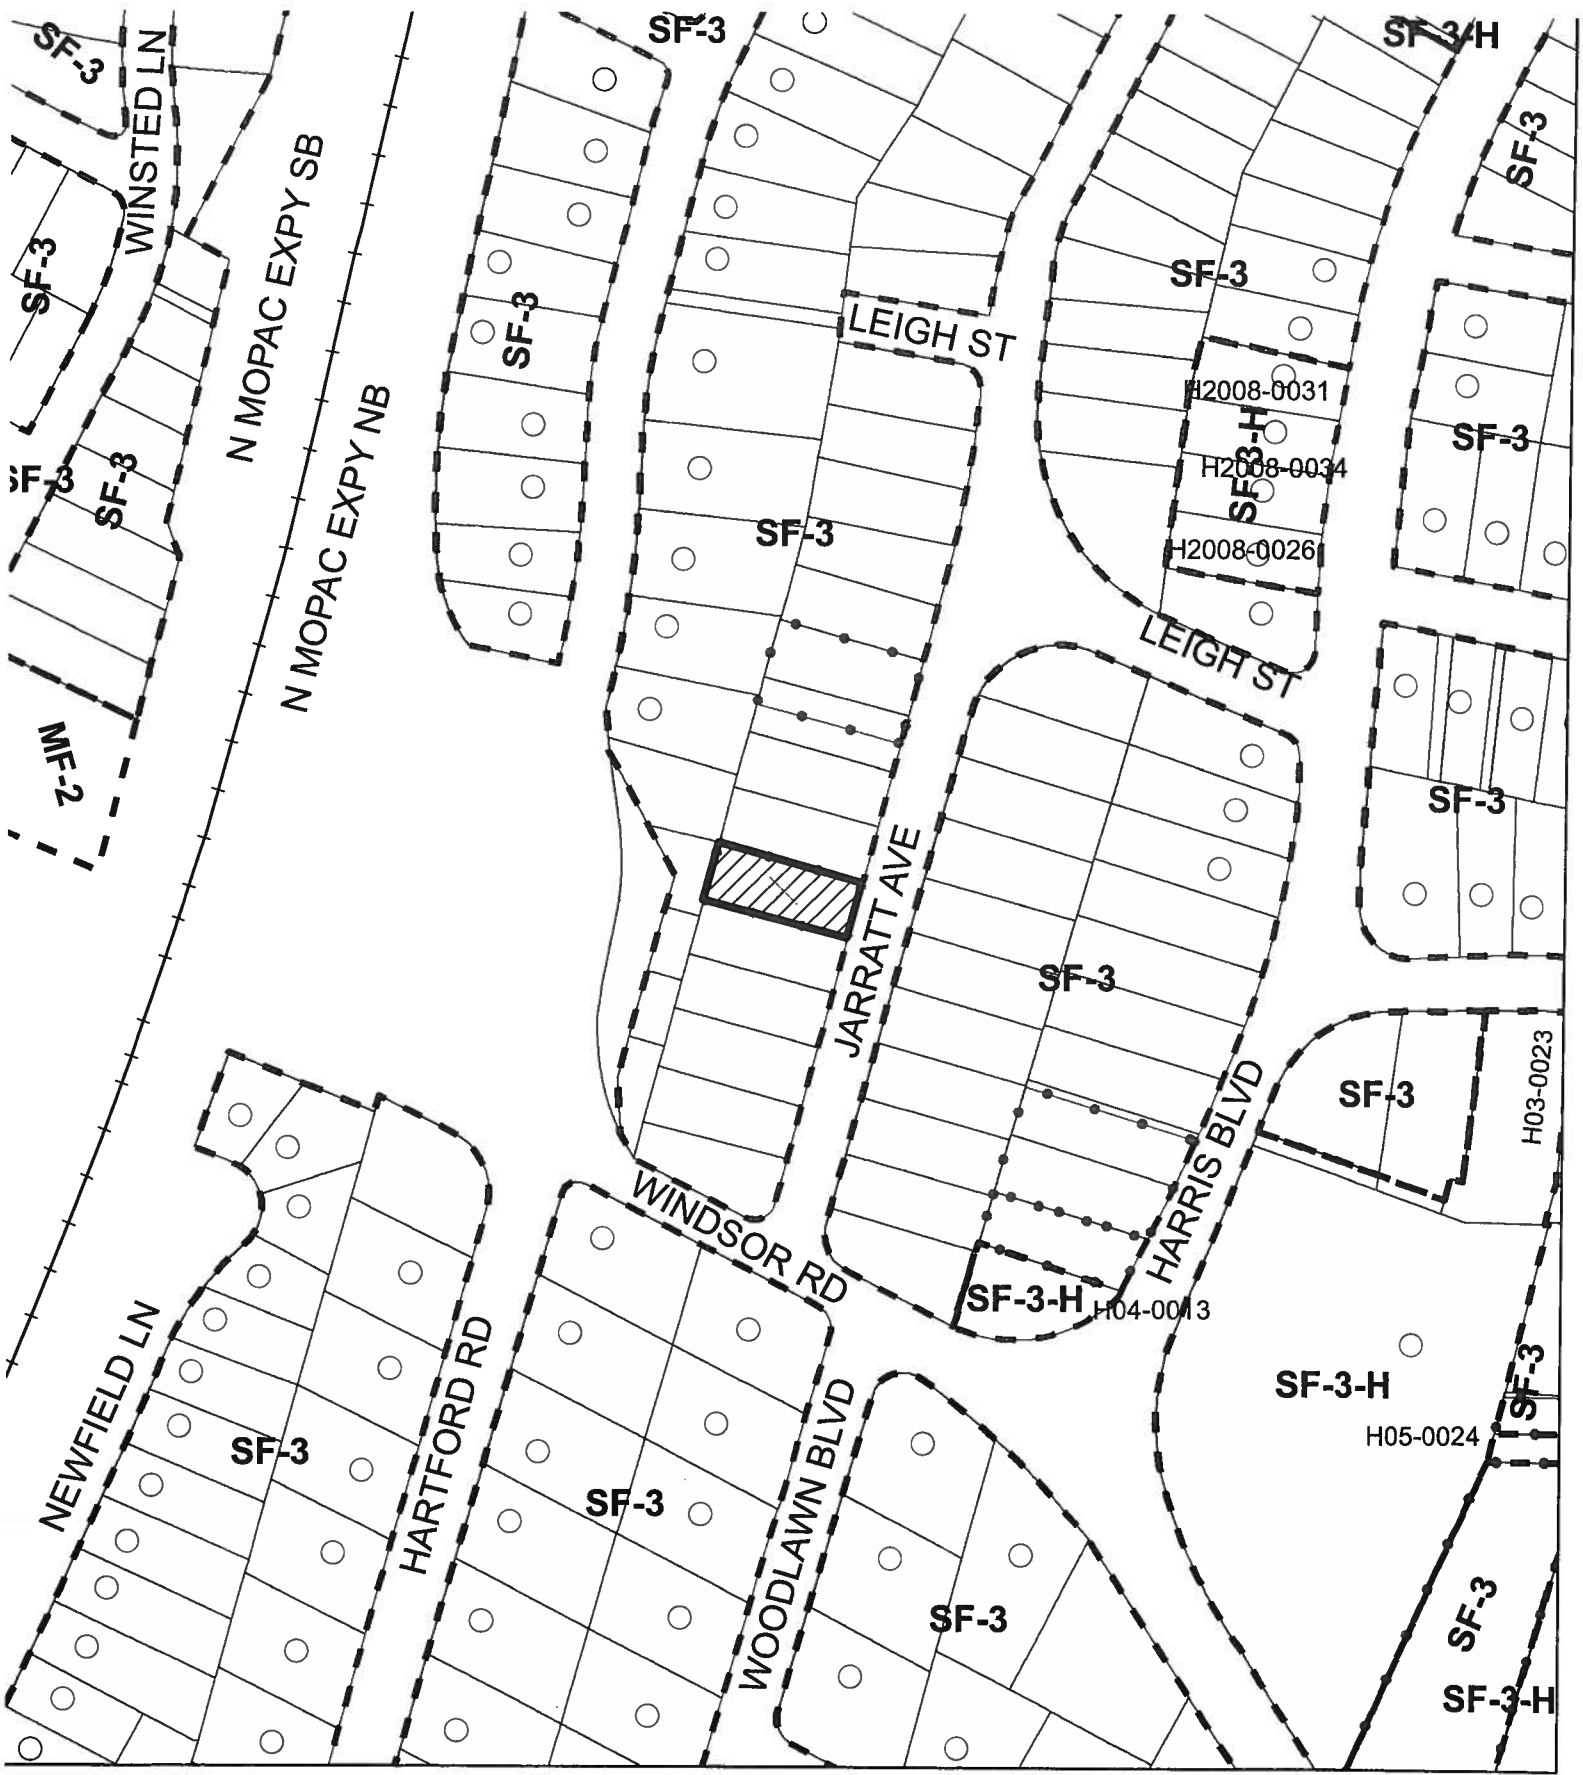 SF-3
WINSTED LN
SF-3
SF-3-H
SF-3
N MOPAC EXPY SB
SF-3
SF-3
SF-3
LEIGH ST
H2008-0031
N MOPAC EXPY NB
SF-3-H
SF-3
SF-3
SF-3
H2008-0034
SF-3
H2008-0026
LEIGH ST
MF-2
SF-3
JARRATT AVE
SF-3
SF-3
H03-0023
HARRIS BLVD
WINDSOR RD
SF-3-H
H04-0013
NEWFIELD LN
HARTFORD RD
SF-3
SF-3-H
SF-3
H05-0024
WOODLAWN BLVD
SF-3
SF-3
SF-3
SF-3-H